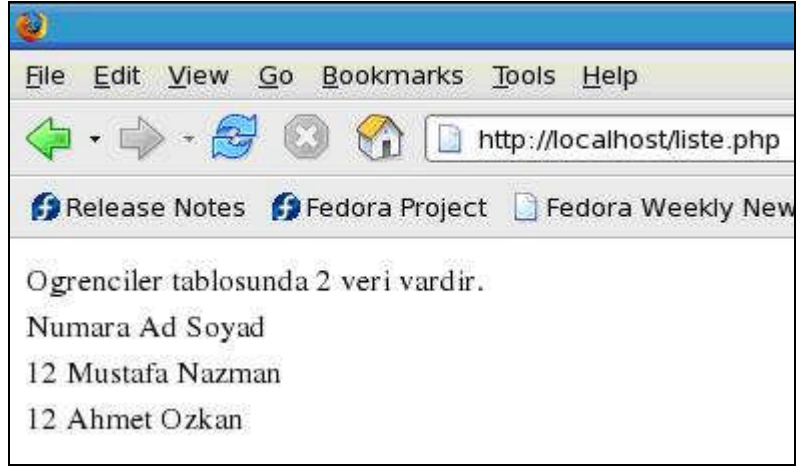 File Edit View Go Bookmarks Tools Help
http://localhost/liste.php
Release Notes Fedora Project Fedora Weekly New
Ogrenciler tablosunda 2 veri vardir.
Numara Ad Soyad
12 Mustafa Nazman
12 Ahmet Ozkan